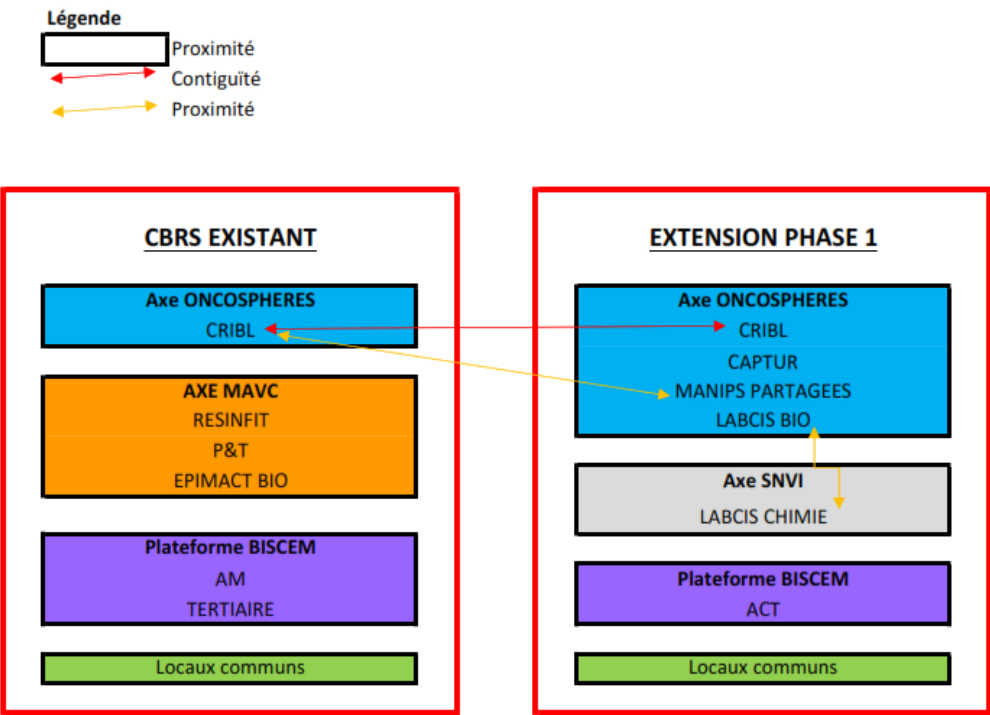 Légende
Proximité
Contiguïté
Proximité
CBRS EXISTANT
Axe ONCOSPHERES
CRIBL
AXE MAVC
RESINFIT
P&T
EPIMACT BIO
Plateforme BISCEM
AM
TERTIAIRE
Locaux communs
EXTENSION PHASE 1
Axe ONCOSPHERES
CRIBL
CAPTUR
MANIPS PARTAGEES
LABCIS BIO
Axe SNVI
LABCIS CHIMIE
Plateforme BISCEM
ACT
Locaux communs